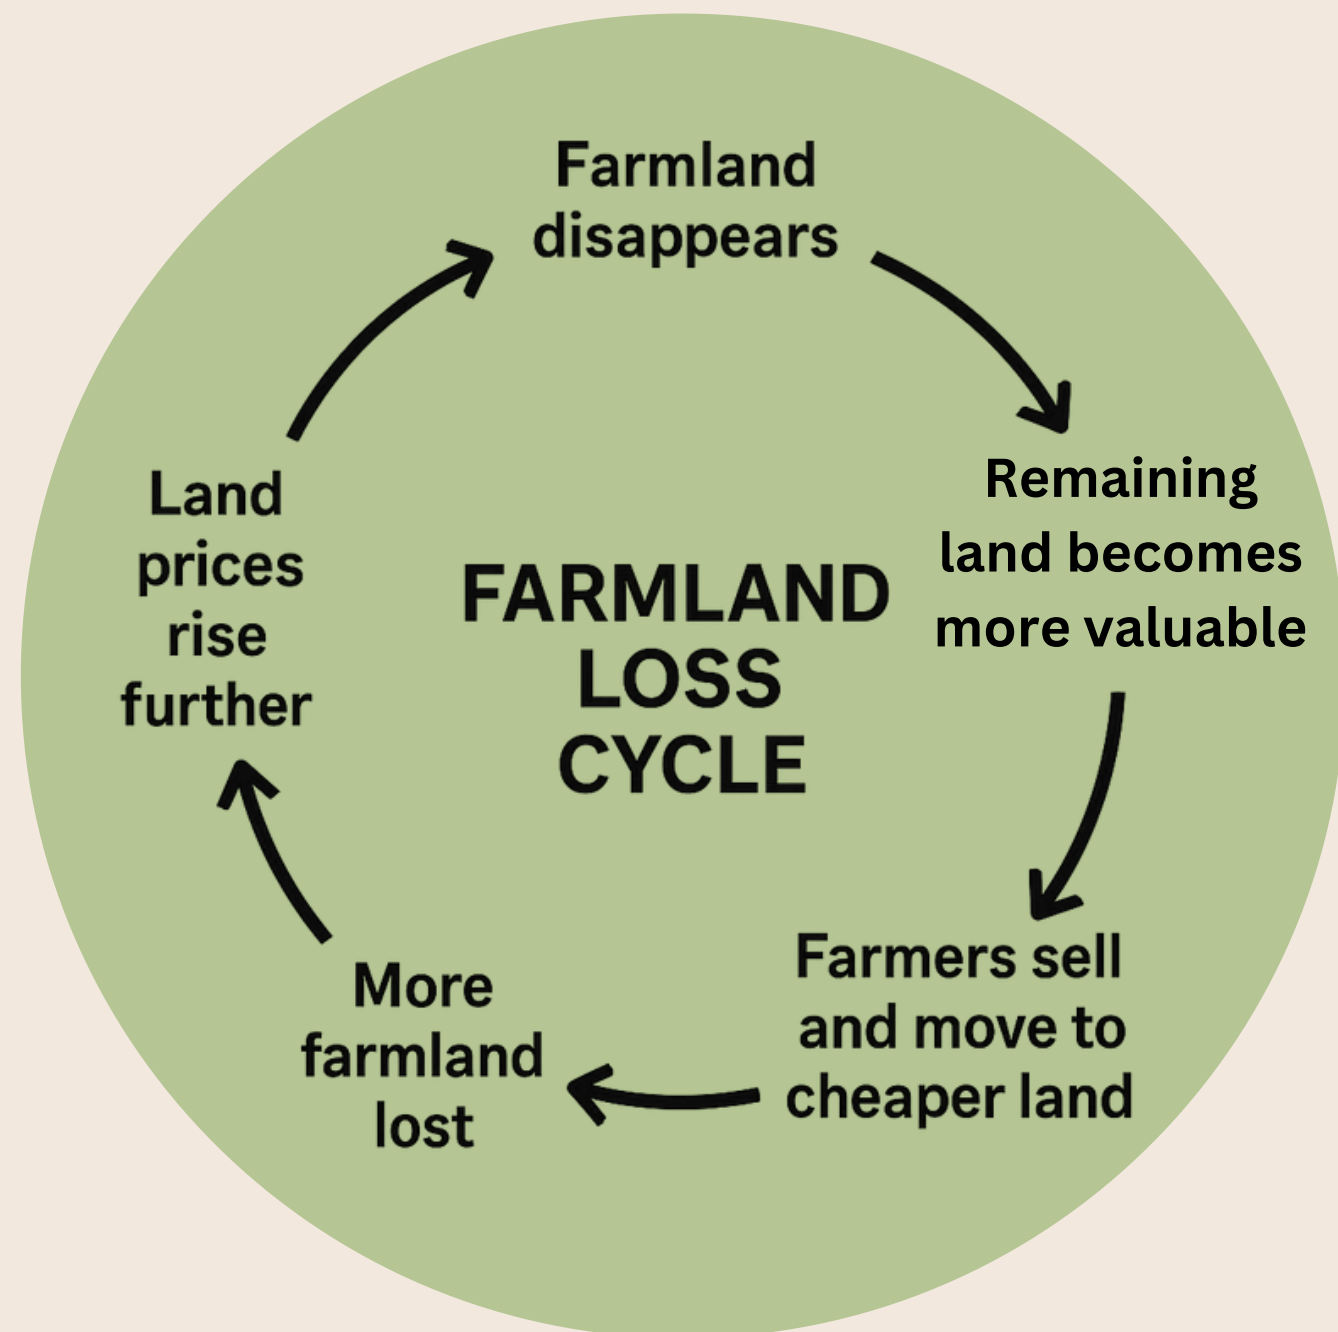 Farmland
disappears
Remaining
land becomes
more valuable
Farmers sell
and move to
cheaper land
More
farmland
lost
Land
prices
rise
further
FARMLAND
LOSS
CYCLE